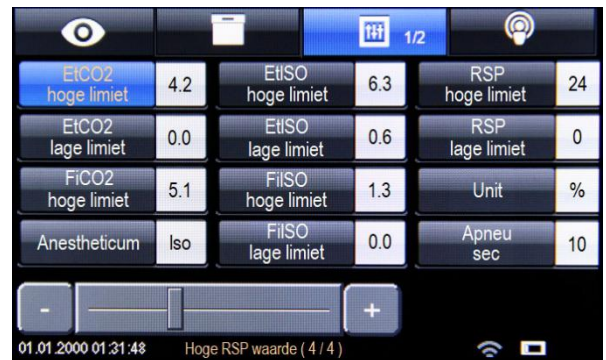 1/2
EtCO2
hoge limiet
4.2
EtISO
hoge limiet
6.3
RSP
hoge limiet
24
EtCO2
lage limiet
0.0
EtISO
lage limiet
0.6
RSP
lage limiet
0
FiCO2
hoge limiet
5.1
FiISO
hoge limiet
1.3
Unit
%
Anestheticum
Iso
FiISO
lage limiet
0.0
Apneu
sec
10
-
+
01.01.2000 01:31:48
Hoge RSP waarde ( 4 / 4 )